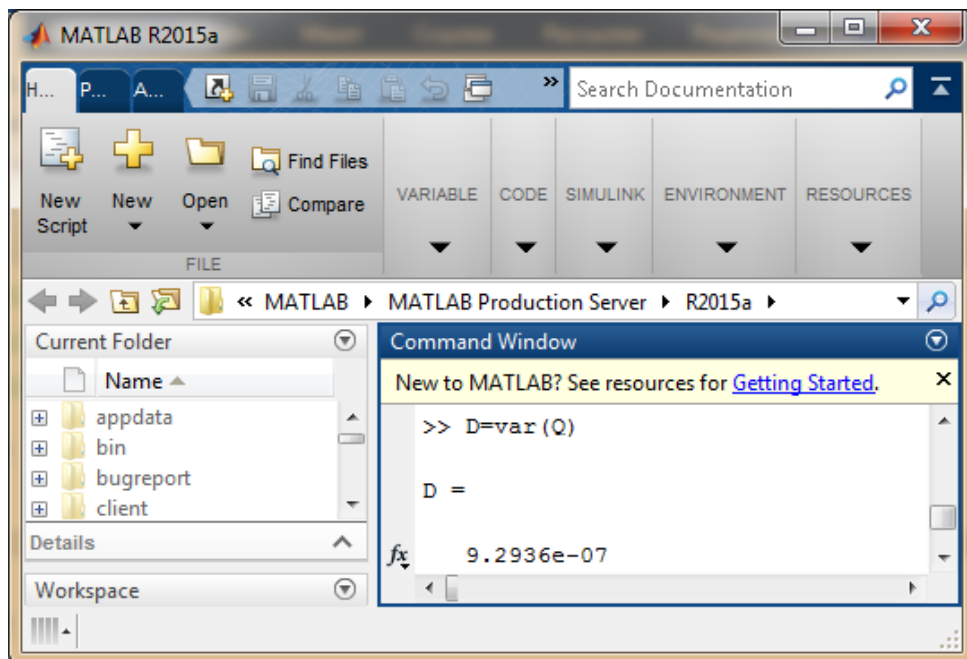 MATLAB R2015a
H... P... A...
» Search Documentation
New Script
New
Open
Find Files
Compare
FILE
VARIABLE
CODE
SIMULINK
ENVIRONMENT
RESOURCES
« MATLAB ▸ MATLAB Production Server ▸ R2015a ▸
Current Folder
Name
appdata
bin
bugreport
client
Details
Workspace
Command Window
New to MATLAB? See resources for Getting Started.
>> D=var(Q)
D =
fx 9.2936e-07